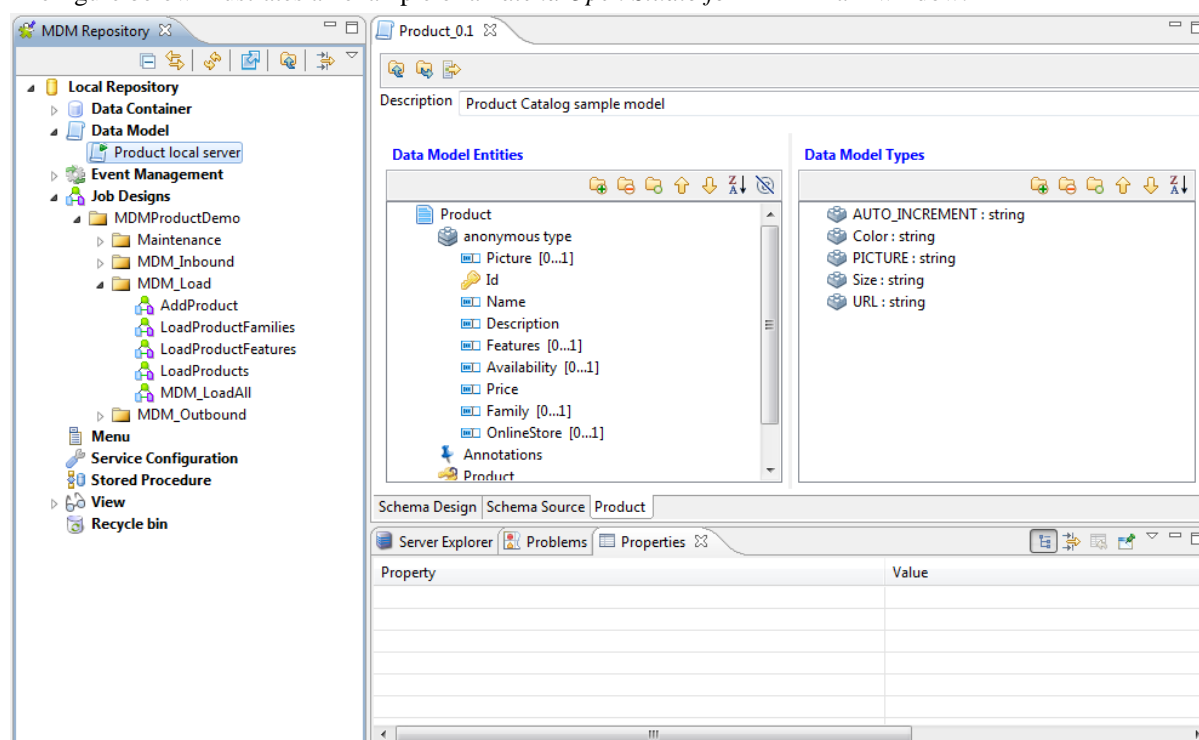 MDM Repository
Local Repository
Data Container
Data Model
Product local server
Event Management
Job Designs
MDMProductDemo
Maintenance
MDM_Inbound
MDM_Load
AddProduct
LoadProductFamilies
LoadProductFeatures
LoadProducts
MDM_LoadAll
MDM_Outbound
Menu
Service Configuration
Stored Procedure
View
Recycle bin
Product_0.1
Description Product Catalog sample model
Data Model Entities
Product
anonymous type
Picture [0...1]
Id
Name
Description
Features [0...1]
Availability [0...1]
Price
Family [0...1]
OnlineStore [0...1]
Annotations
Product
Data Model Types
AUTO_INCREMENT : string
Color : string
PICTURE : string
Size : string
URL : string
Schema Design Schema Source Product
Server Explorer Problems Properties
Property Value